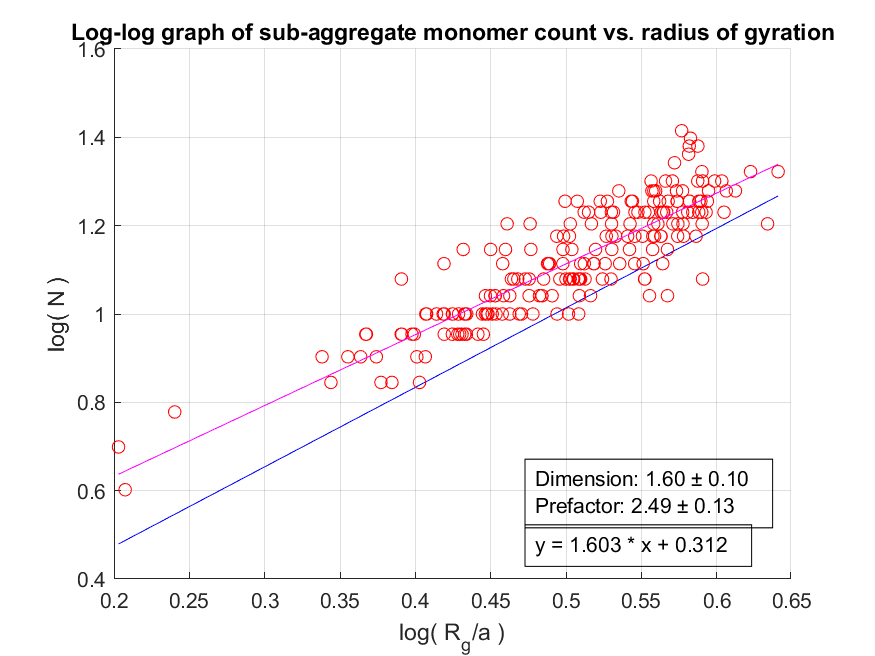 Log-log graph of sub-aggregate monomer count vs. radius of gyration
1.6
1.4
1.2
1
0.8
0.6
0.4
log( N )
Dimension: 1.60 ± 0.10
Prefactor: 2.49 ± 0.13
y = 1.603 * x + 0.312
0.2 0.25 0.3 0.35 0.4 0.45 0.5 0.55 0.6 0.65
log( Rg/a )